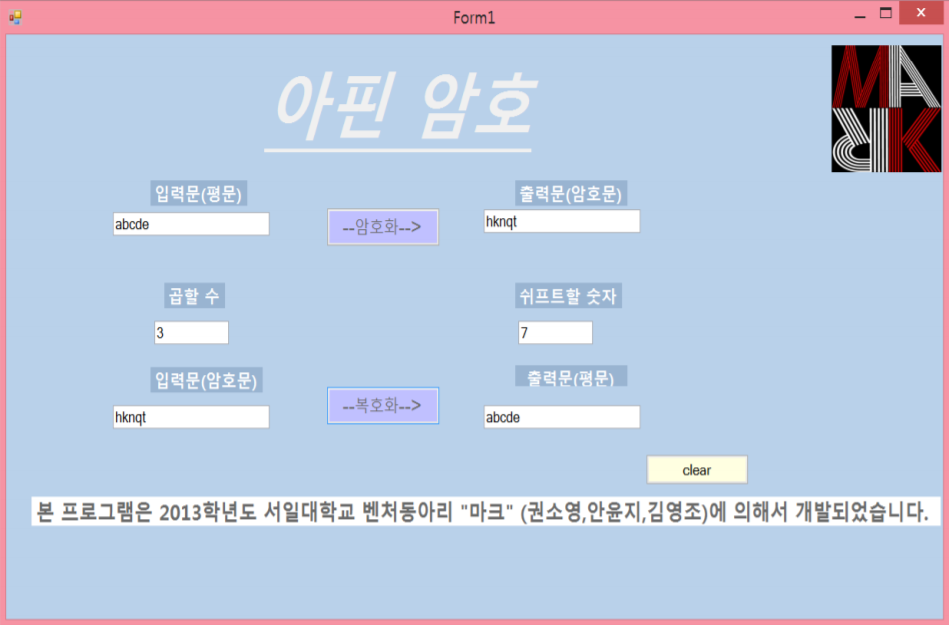 Form1
아핀 암호
MA
RK
입력문(평문)
출력문(암호문)
abcde
--암호화-->
hknqt
곱할 수
쉬프트할 숫자
3
7
입력문(암호문)
출력문(평문)
hknqt
--복호화-->
abcde
clear
본 프로그램은 2013학년도 서일대학교 벤처동아리 "마크" (권소영,안윤지,김영조)에 의해서 개발되었습니다.